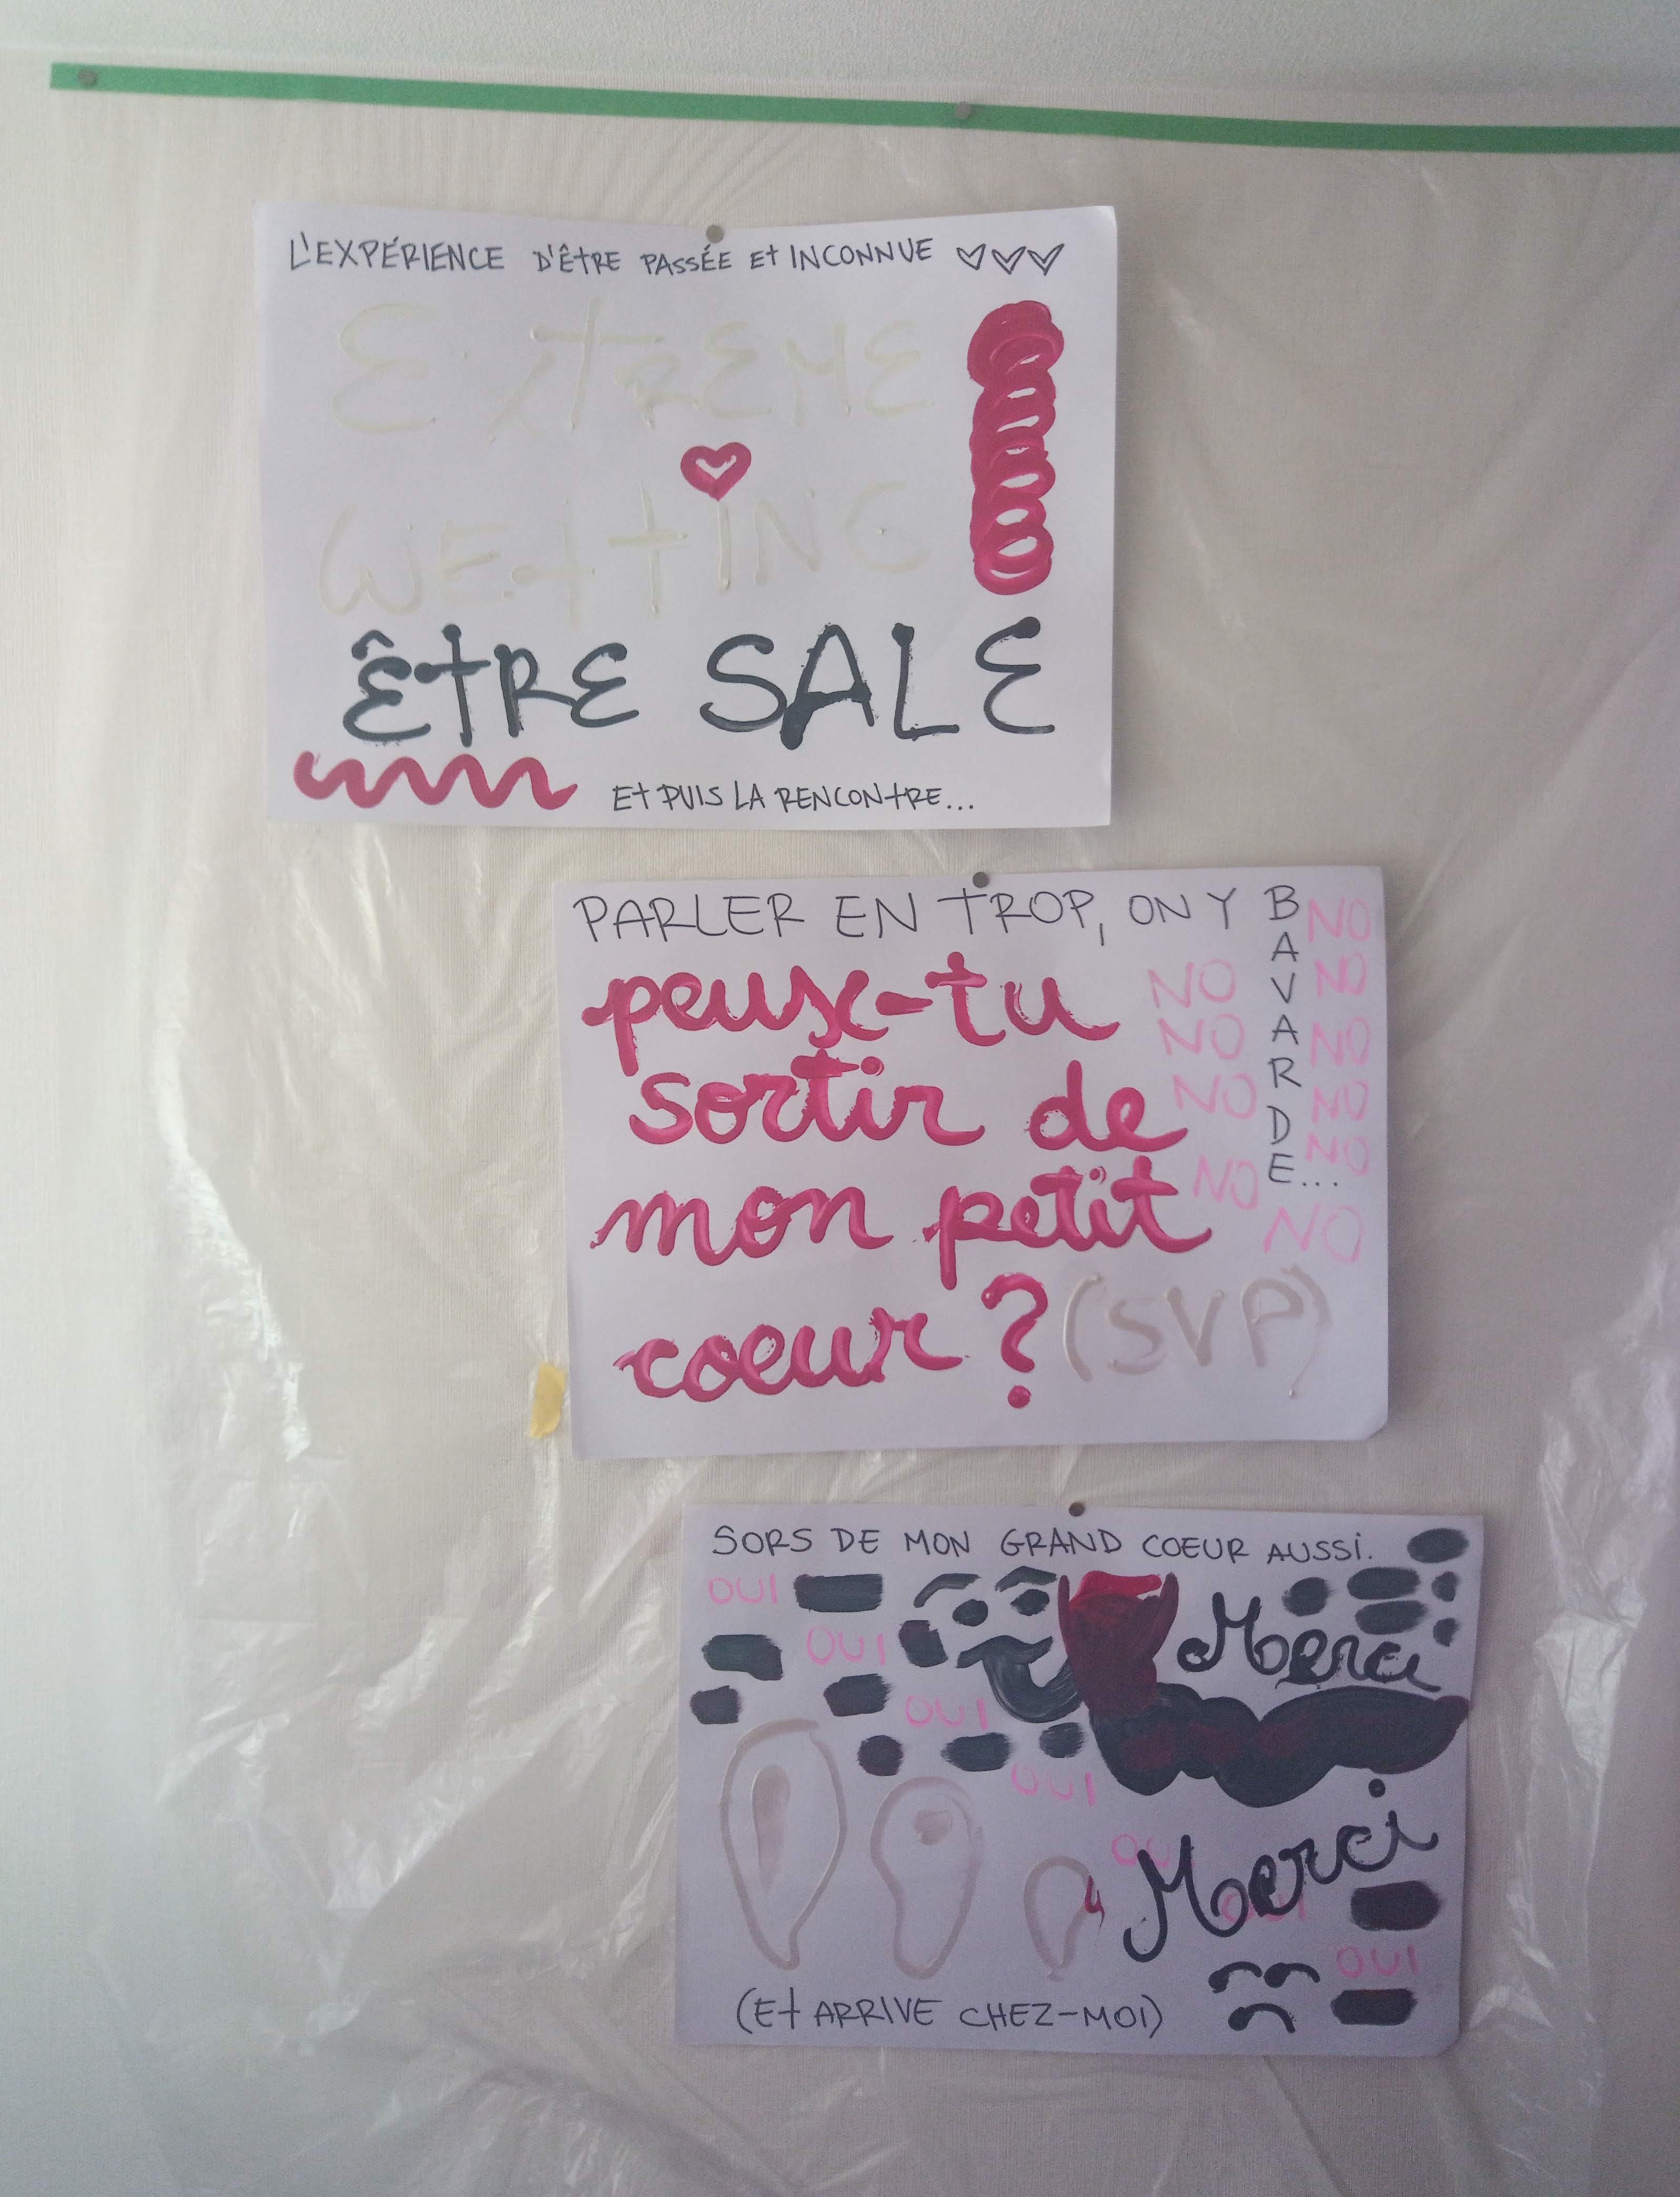 L'EXPÉRIENCE D'ÊTRE PASSÉE Et INCONNUE
EXtREME
WEttING
ÊtRE SALE
Et PUIS LA RENCONtRE...
PARLER EN tROP, ON Y BAVARDE...
peux-tu
sortir de
mon petit
coeur ? (SVP)
NO
NO
NO
NO
NO
NO
NO
NO
NO
NO
SORS DE MON GRAND COEUR AUSSI.
OUI
OUI
Merci
OUI
OUI
OUI
Merci
OUI
OUI
(Et ARRIVE CHEZ-MOI)